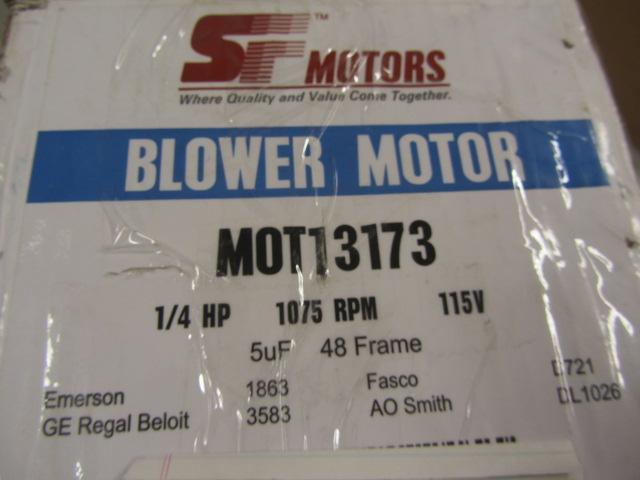 SF™ MOTORS
Where Quality and Value Come Together.
BLOWER MOTOR
MOT13173
1/4 HP 1075 RPM 115V
5uF 48 Frame
Emerson 1863 Fasco D721
GE Regal Beloit 3583 AO Smith DL1026